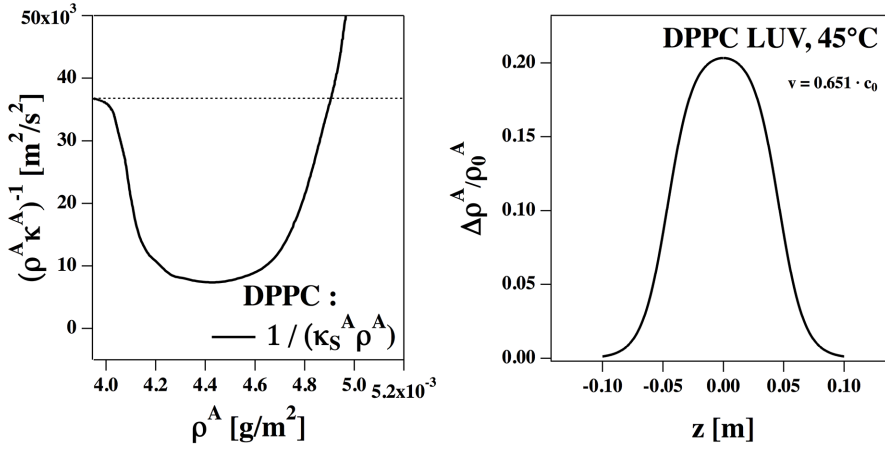 50x10³
40
30
20
10
0
(ρᴬκᴬ)⁻¹ [m²/s²]
DPPC :
1 / (κ_Sᴬρᴬ)
4.0 4.2 4.4 4.6 4.8 5.0 5.2x10⁻³
ρᴬ [g/m²]
DPPC LUV, 45°C
v = 0.651 · c₀
0.20
0.15
0.10
0.05
0.00
Δρᴬ/ρ₀ᴬ
-0.10 -0.05 0.00 0.05 0.10
z [m]